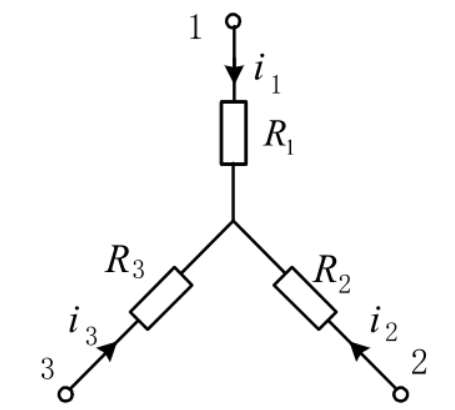 1
i₁
R₁
R₃
R₂
i₃
i₂
3
2